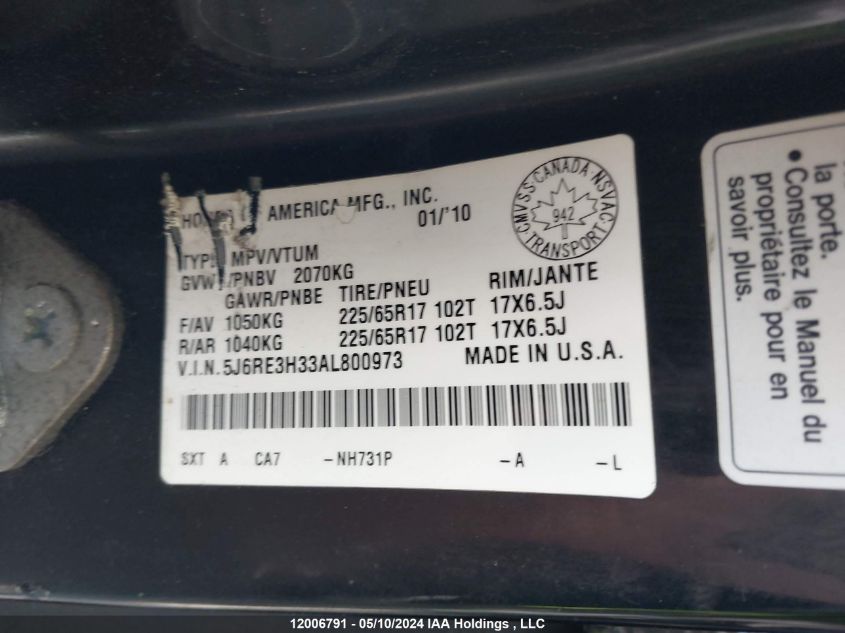 AMERICA MFG., INC.
01/'10
CMVSS CANADA NSVAC
942
TRANSPORT
MPV/VTUM
/PNBV 2070KG
GAWR/PNBE TIRE/PNEU RIM/JANTE
F/AV 1050KG 225/65R17 102T 17X6.5J
R/AR 1040KG 225/65R17 102T 17X6.5J
V.I.N.5J6RE3H33AL800973 MADE IN U.S.A.
SXT A CA7 -NH731P -A -L
la porte.
• Consultez le Manuel du
propriétaire pour en
savoir plus.
12006791 - 05/10/2024 IAA Holdings , LLC